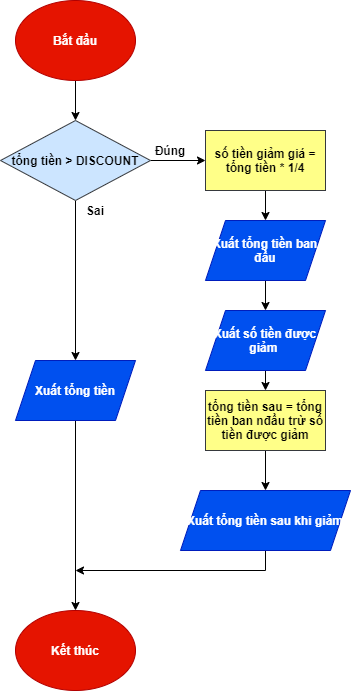 Bắt đầu
tổng tiền > DISCOUNT
Đúng
số tiền giảm giá =
tổng tiền * 1/4
Sai
Xuất tổng tiền ban
đầu
Xuất số tiền được
giảm
Xuất tổng tiền
tổng tiền sau = tổng
tiền ban nđầu trừ số
tiền được giảm
Xuất tổng tiền sau khi giảm
Kết thúc